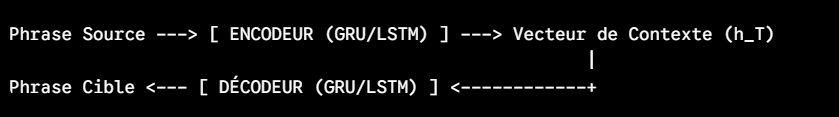 Phrase Source ---> [ ENCODEUR (GRU/LSTM) ] ---> Vecteur de Contexte (h_T)
|
Phrase Cible <--- [ DÉCODEUR (GRU/LSTM) ] <------------+